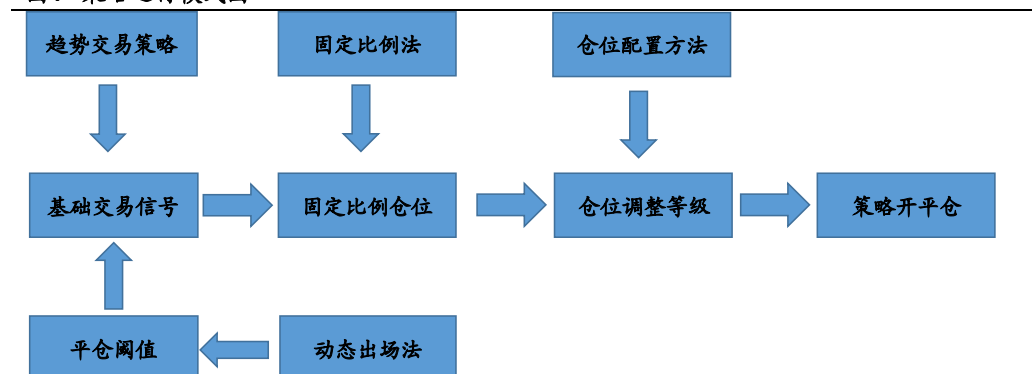 趋势交易策略
固定比例法
仓位配置方法
基础交易信号
固定比例仓位
仓位调整等级
策略开平仓
平仓阈值
动态出场法